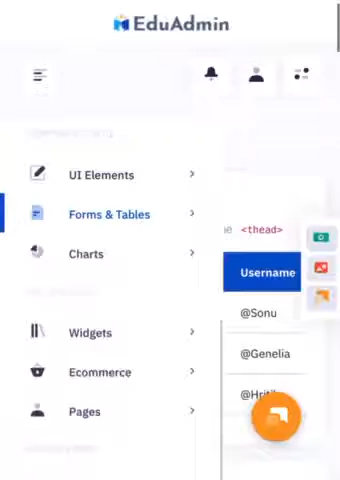 EduAdmin
UI Elements
Forms & Tables
Charts
<thead>
Username
@Sonu
Widgets
@Genelia
Ecommerce
Pages